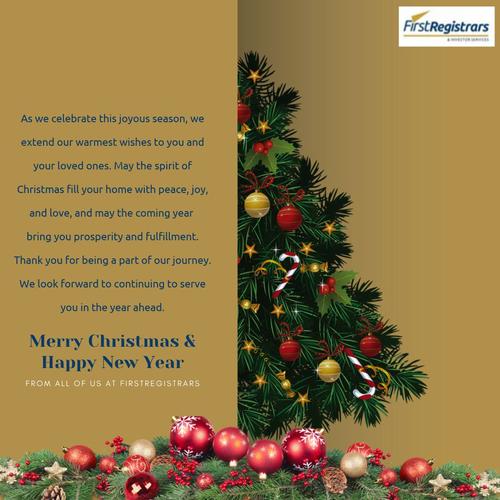 FirstRegistrars
& INVESTOR SERVICES
As we celebrate this joyous season, we
extend our warmest wishes to you and
your loved ones. May the spirit of
Christmas fill your home with peace, joy,
and love, and may the coming year
bring you prosperity and fulfillment.
Thank you for being a part of our journey.
We look forward to continuing to serve
you in the year ahead.
Merry Christmas &
Happy New Year
FROM ALL OF US AT FIRSTREGISTRARS